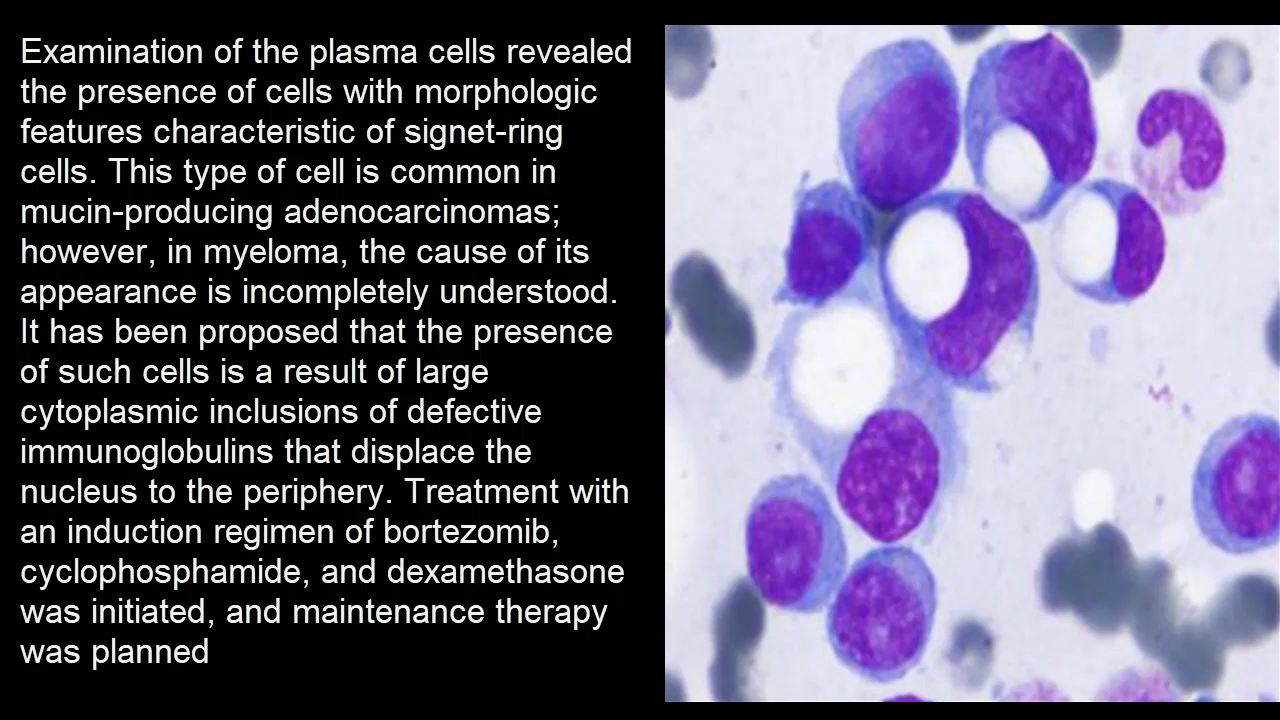 Examination of the plasma cells revealed
the presence of cells with morphologic
features characteristic of signet-ring
cells. This type of cell is common in
mucin-producing adenocarcinomas;
however, in myeloma, the cause of its
appearance is incompletely understood.
It has been proposed that the presence
of such cells is a result of large
cytoplasmic inclusions of defective
immunoglobulins that displace the
nucleus to the periphery. Treatment with
an induction regimen of bortezomib,
cyclophosphamide, and dexamethasone
was initiated, and maintenance therapy
was planned